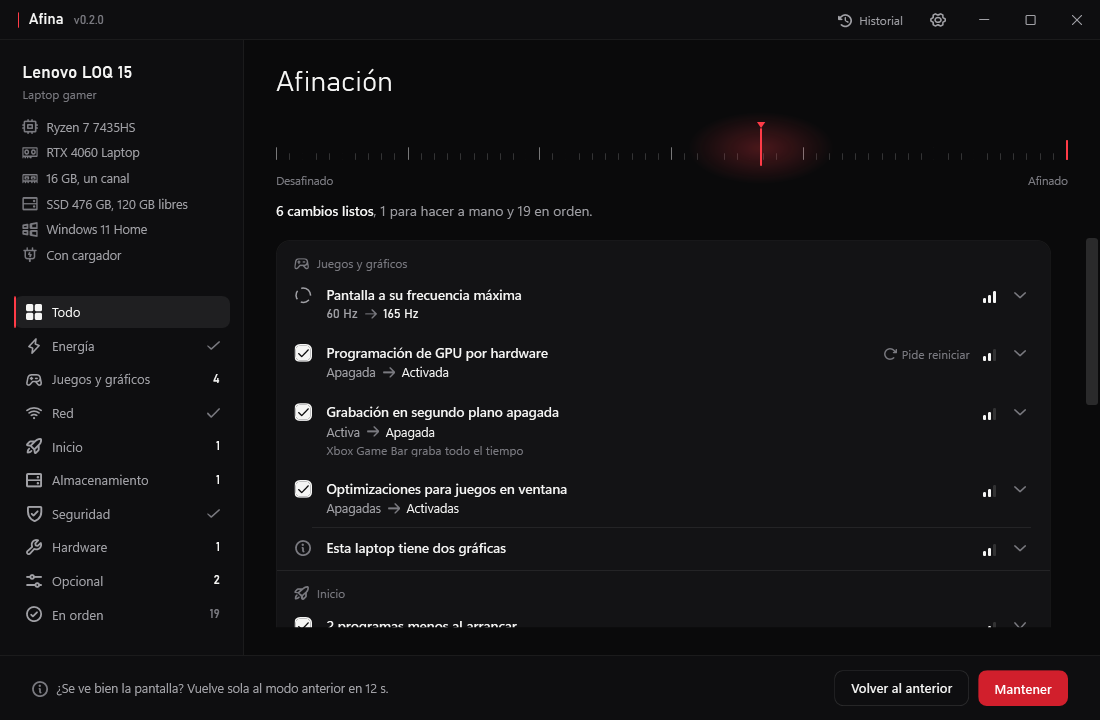 Afina v0.2.0
Historial
Lenovo LOQ 15
Laptop gamer
Ryzen 7 7435HS
RTX 4060 Laptop
16 GB, un canal
SSD 476 GB, 120 GB libres
Windows 11 Home
Con cargador
Todo
Energía
Juegos y gráficos 4
Red
Inicio 1
Almacenamiento 1
Seguridad
Hardware 1
Opcional 2
En orden 19
Afinación
Desafinado
Afinado
6 cambios listos, 1 para hacer a mano y 19 en orden.
Juegos y gráficos
Pantalla a su frecuencia máxima
60 Hz → 165 Hz
Programación de GPU por hardware
Pide reiniciar
Apagada → Activada
Grabación en segundo plano apagada
Activa → Apagada
Xbox Game Bar graba todo el tiempo
Optimizaciones para juegos en ventana
Apagadas → Activadas
Esta laptop tiene dos gráficas
Inicio
2 programas menos al arrancar
¿Se ve bien la pantalla? Vuelve sola al modo anterior en 12 s.
Volver al anterior
Mantener